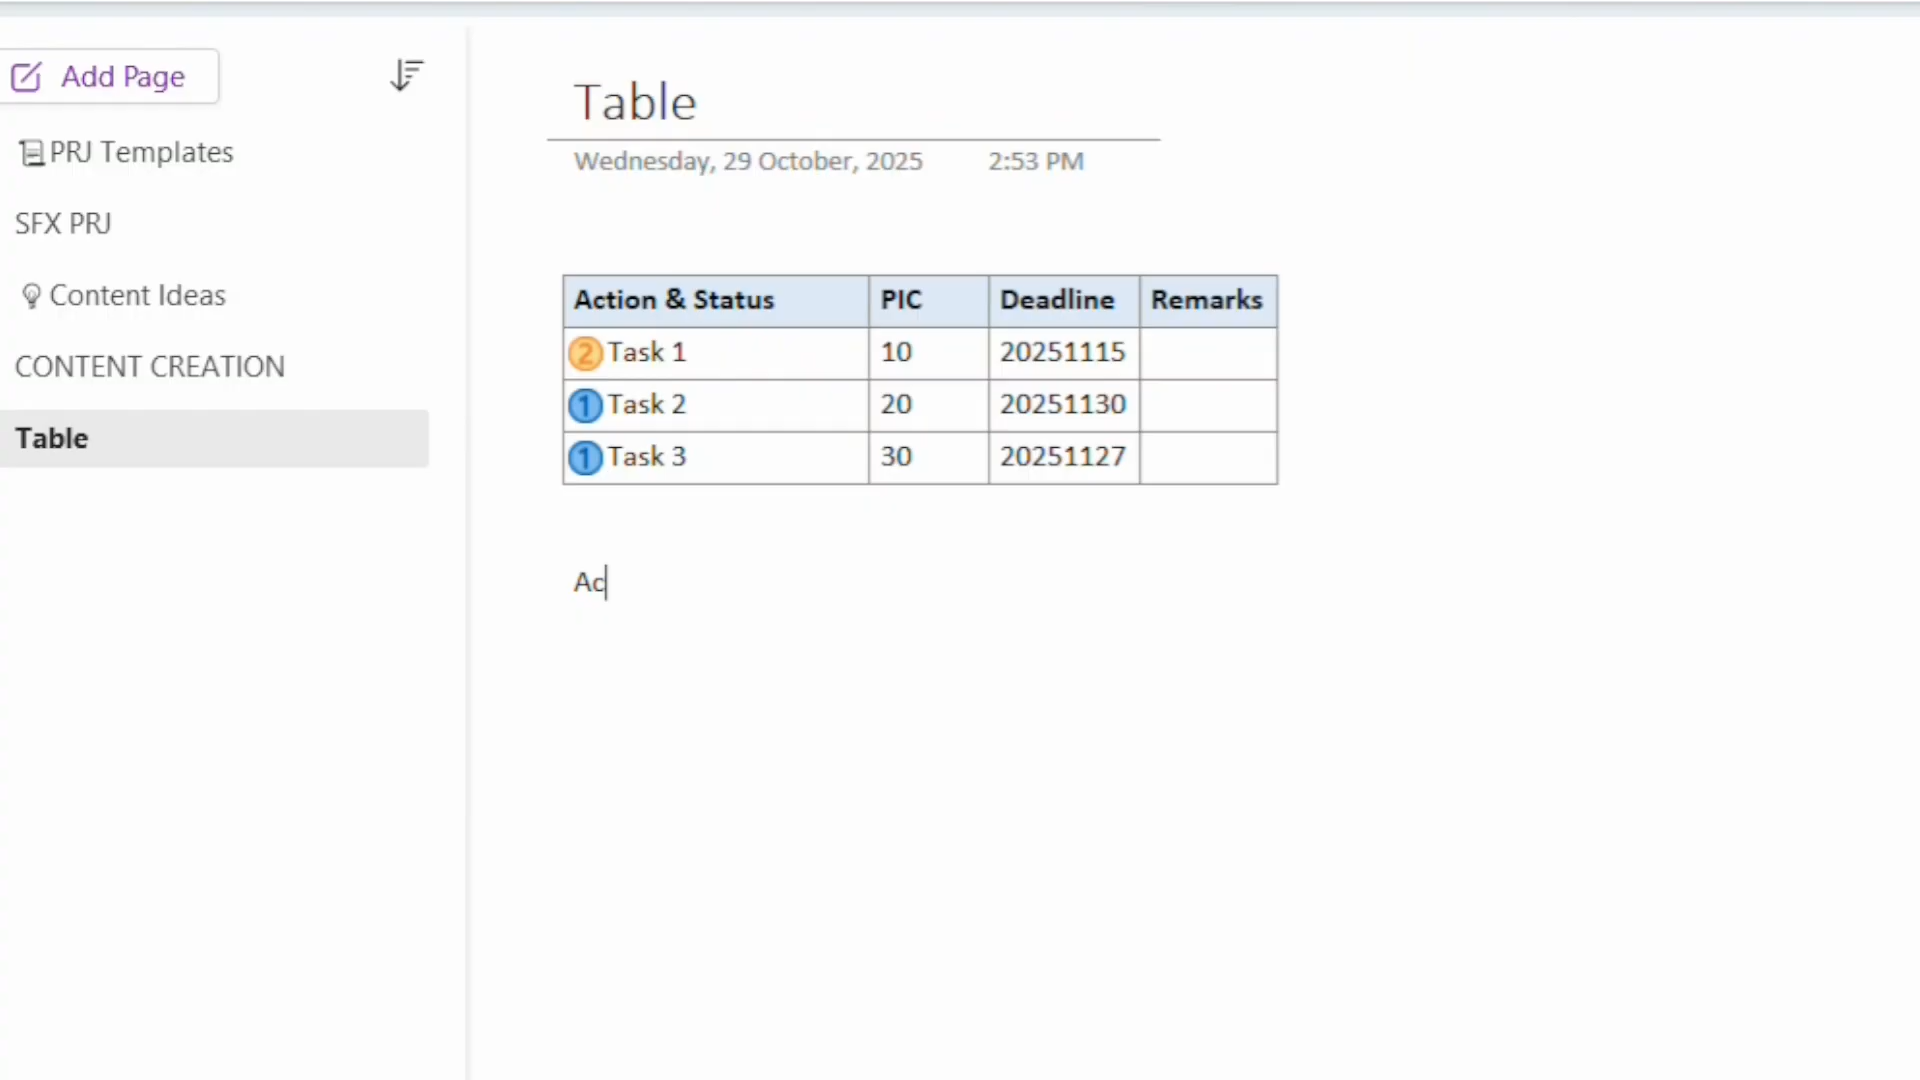 Add Page
PRJ Templates
SFX PRJ
Content Ideas
CONTENT CREATION
Table
Table
Wednesday, 29 October, 2025 2:53 PM
Action & Status PIC Deadline Remarks
2 Task 1 10 20251115
1 Task 2 20 20251130
1 Task 3 30 20251127
Ac